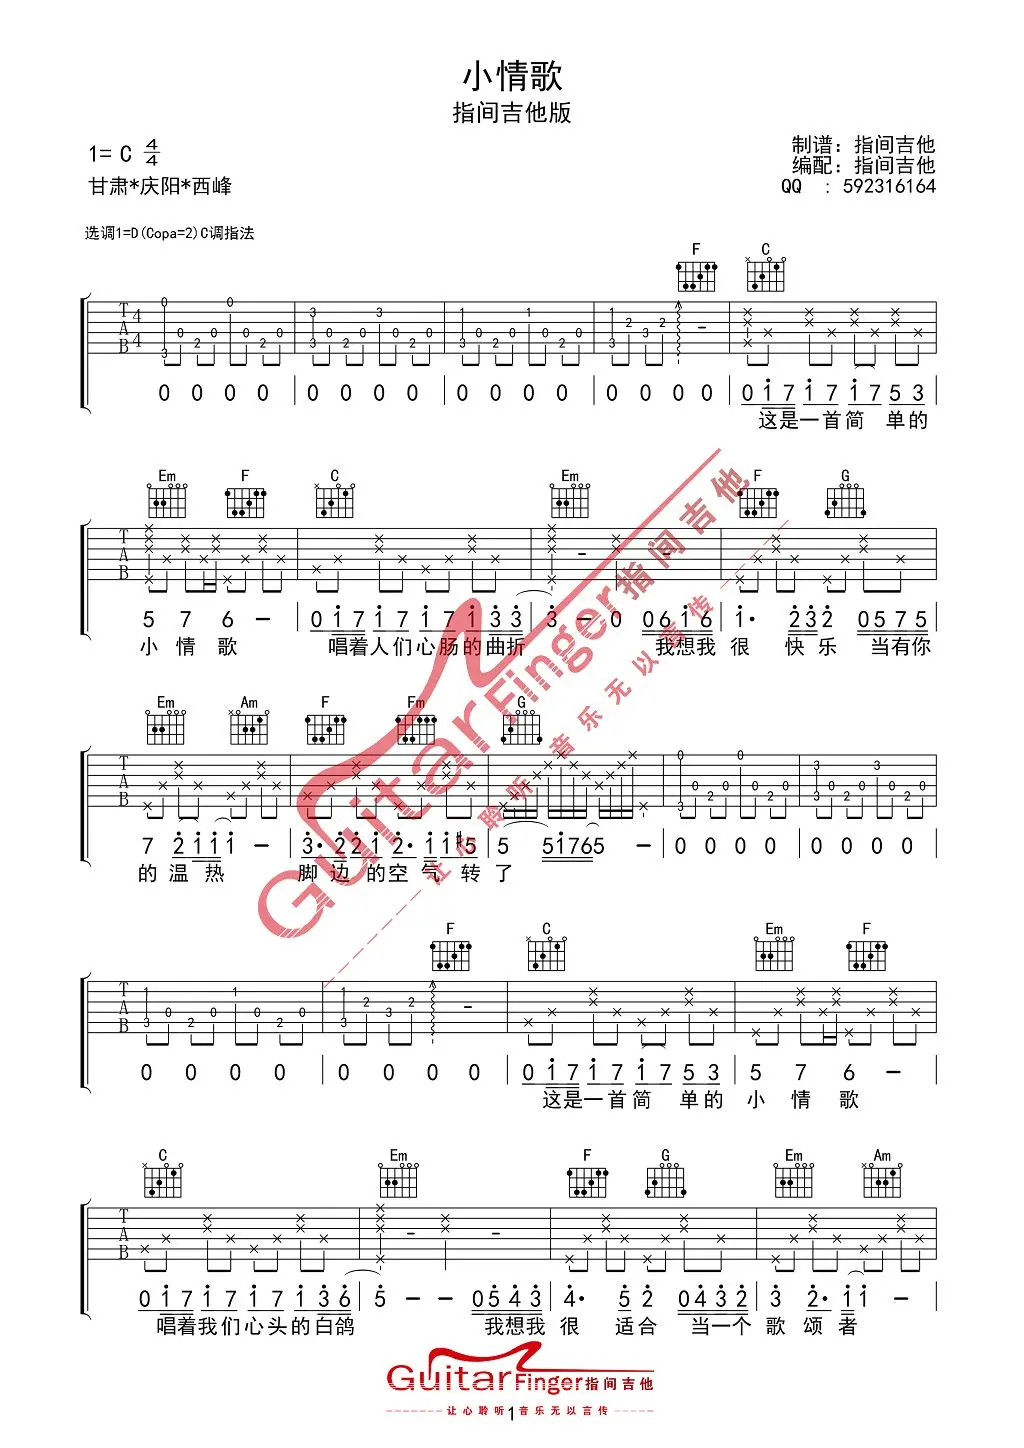 小情歌
指间吉他版
1= C 4/4
制谱：指间吉他
编配：指间吉他
甘肃*庆阳*西峰
QQ : 592316164
选调1=D(Copa=2)C调指法
F C
0 0 0 0 0 0 0 0 0 0 0 0 0 0 0 0 0 1 7 1 7 1 7 5 3
这是一首简 单的
Em F C Em F G
5 7 6 - 0 1 7 1 7 1 7 1 3 3 3 - 0 0 6 1 6 1· 2 3 2 0 5 7 5
小 情 歌 唱着人们心肠的曲折 我想我 很 快乐 当有你
Em Am F Fm G
7 2 1 1 1 1 - 3· 2 2 1 2· 1 1 #5 5 5 1 7 6 5 - 0 0 0 0 0 0 0 0
的 温 热 脚 边 的空 气 转 了
F C Em F
0 0 0 0 0 0 0 0 0 1 7 1 7 1 7 5 3 5 7 6 -
这是一首简 单的 小 情 歌
C Em F G Em Am
0 1 7 1 7 1 7 1 3 6 5 - - 0 5 4 3 4· 5 2 0 4 3 2 3 2· 1 1 -
唱着我们心头的白鸽 我想我 很 适合 当一个 歌 颂 者
GuitarFinger指间吉他
让心聆听 音乐无以言传
GuitarFinger指间吉他
让心聆听 音乐无以言传
1